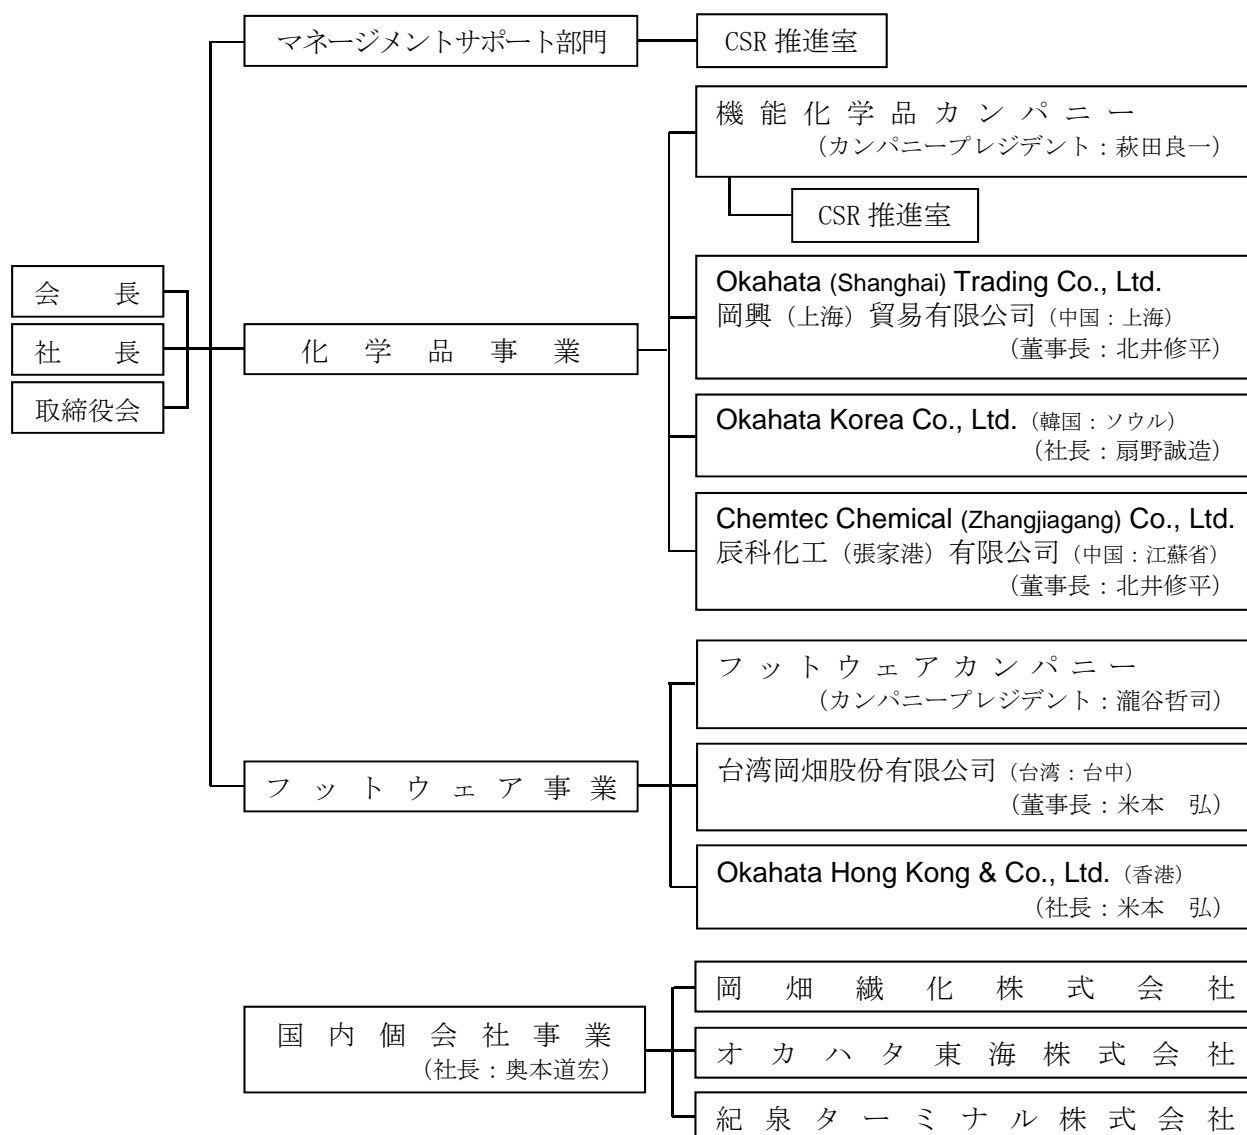 マネージメントサポート部門
CSR 推進室
機能化学品カンパニー
（カンパニープレジデント：萩田良一）
CSR 推進室
会長
社長
取締役会
化学品事業
Okahata (Shanghai) Trading Co., Ltd.
岡興（上海）貿易有限公司（中国：上海）
（董事長：北井修平）
Okahata Korea Co., Ltd.（韓国：ソウル）
（社長：扇野誠造）
Chemtec Chemical (Zhangjiagang) Co., Ltd.
辰科化工（張家港）有限公司（中国：江蘇省）
（董事長：北井修平）
フットウェア事業
フットウェアカンパニー
（カンパニープレジデント：瀧谷哲司）
台湾岡畑股份有限公司（台湾：台中）
（董事長：米本　弘）
Okahata Hong Kong & Co., Ltd.（香港）
（社長：米本　弘）
国内個会社事業
（社長：奥本道宏）
岡畑繊化株式会社
オカハタ東海株式会社
紀泉ターミナル株式会社